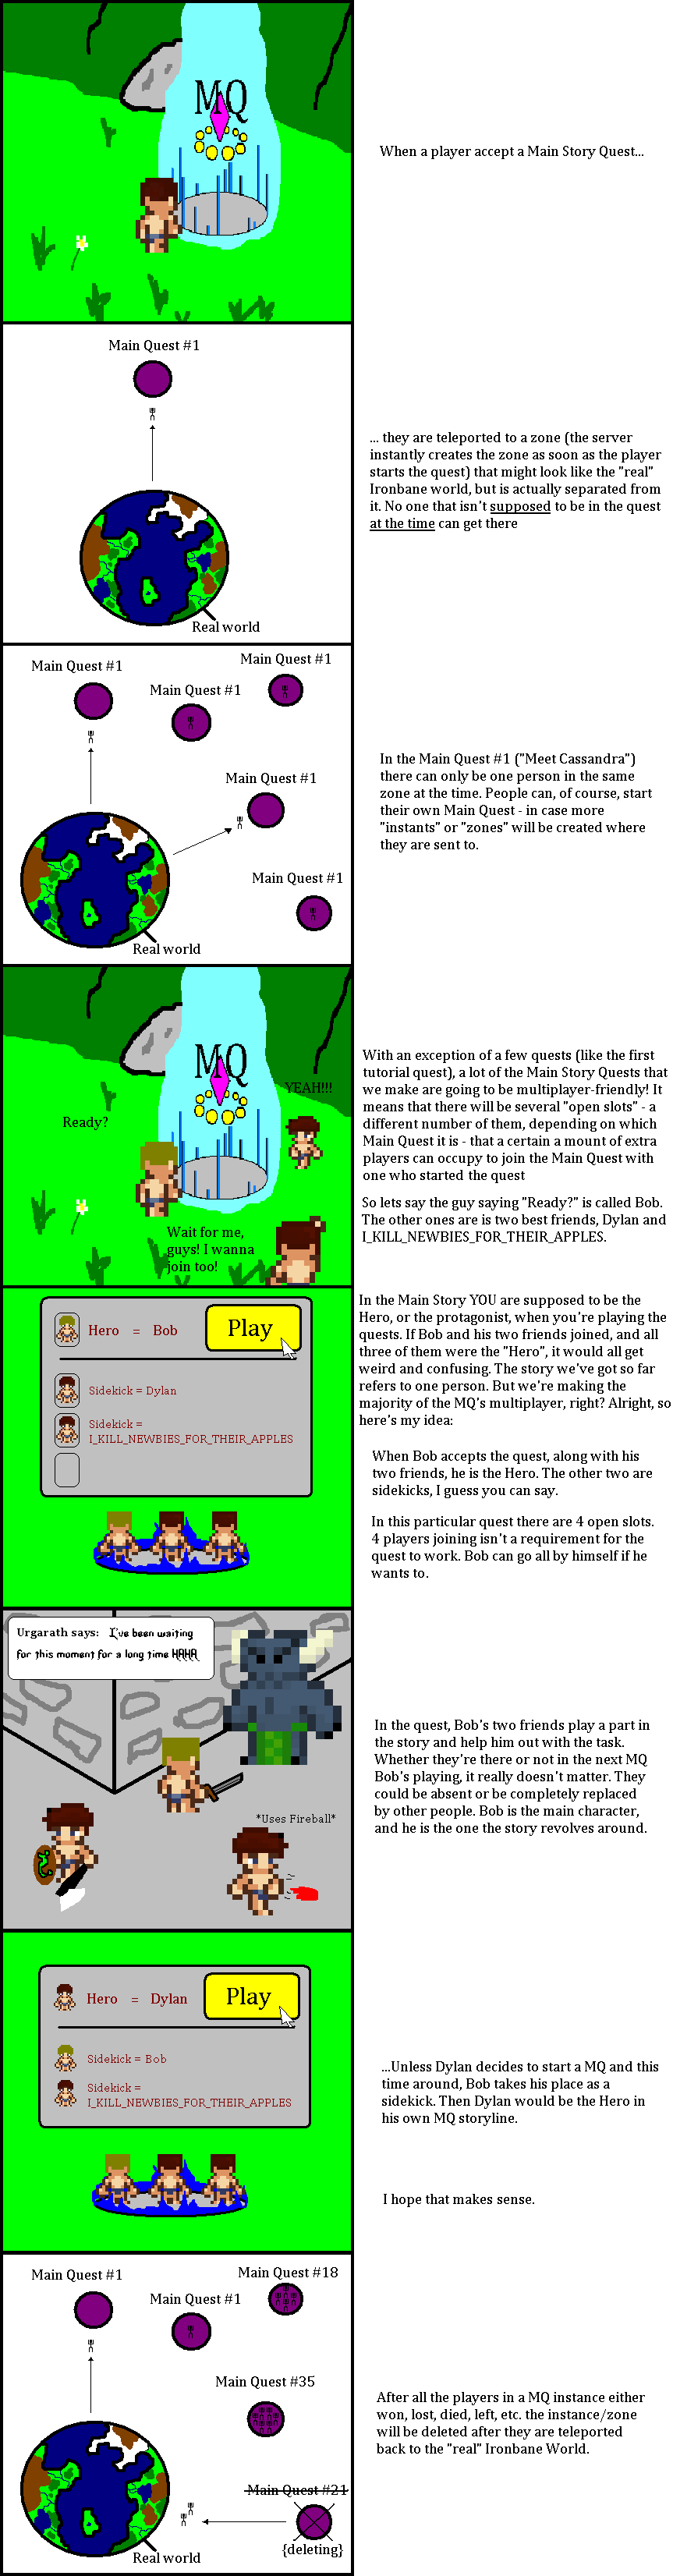 MQ
When a player accept a Main Story Quest...
Main Quest #1
... they are teleported to a zone (the server
instantly creates the zone as soon as the player
starts the quest) that might look like the "real"
Ironbane world, but is actually separated from
it. No one that isn't supposed to be in the quest
at the time can get there
Real world
Main Quest #1
Main Quest #1
Main Quest #1
Main Quest #1
Main Quest #1
Real world
In the Main Quest #1 ("Meet Cassandra")
there can only be one person in the same
zone at the time. People can, of course, start
their own Main Quest - in case more
"instants" or "zones" will be created where
they are sent to.
MQ
YEAH!!!
Ready?
Wait for me,
guys! I wanna
join too!
With an exception of a few quests (like the first
tutorial quest), a lot of the Main Story Quests that
we make are going to be multiplayer-friendly! It
means that there will be several "open slots" - a
different number of them, depending on which
Main Quest it is - that a certain a mount of extra
players can occupy to join the Main Quest with
one who started the quest
So lets say the guy saying "Ready?" is called Bob.
The other ones are is two best friends, Dylan and
I_KILL_NEWBIES_FOR_THEIR_APPLES.
Hero = Bob
Play
Sidekick = Dylan
Sidekick =
I_KILL_NEWBIES_FOR_THEIR_APPLES
In the Main Story YOU are supposed to be the
Hero, or the protagonist, when you're playing the
quests. If Bob and his two friends joined, and all
three of them were the "Hero", it would all get
weird and confusing. The story we've got so far
refers to one person. But we're making the
majority of the MQ's multiplayer, right? Alright, so
here's my idea:
When Bob accepts the quest, along with his
two friends, he is the Hero. The other two are
sidekicks, I guess you can say.
In this particular quest there are 4 open slots.
4 players joining isn't a requirement for the
quest to work. Bob can go all by himself if he
wants to.
Urgarath says: I've been waiting
for this moment for a long time HAHA
*Uses Fireball*
In the quest, Bob's two friends play a part in
the story and help him out with the task.
Whether they're there or not in the next MQ
Bob's playing, it really doesn't matter. They
could be absent or be completely replaced
by other people. Bob is the main character,
and he is the one the story revolves around.
Hero = Dylan
Play
Sidekick = Bob
Sidekick =
I_KILL_NEWBIES_FOR_THEIR_APPLES
...Unless Dylan decides to start a MQ and this
time around, Bob takes his place as a
sidekick. Then Dylan would be the Hero in
his own MQ storyline.
I hope that makes sense.
Main Quest #1
Main Quest #1
Main Quest #18
Main Quest #35
Main Quest #21
{deleting}
Real world
After all the players in a MQ instance either
won, lost, died, left, etc. the instance/zone
will be deleted after they are teleported
back to the "real" Ironbane World.